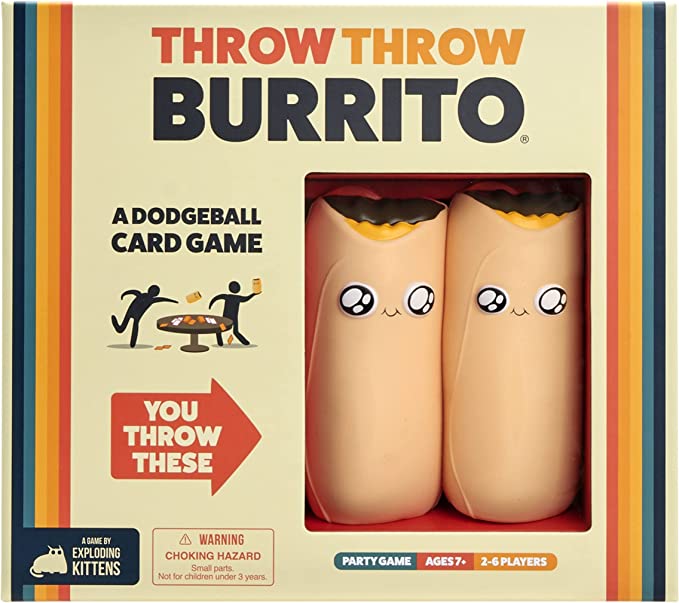 THROW THROW
BURRITO®
A DODGEBALL
CARD GAME
YOU
THROW
THESE
A GAME BY
EXPLODING
KITTENS
⚠ WARNING
CHOKING HAZARD
Small parts.
Not for children under 3 years.
PARTY GAME AGES 7+ 2-6 PLAYERS